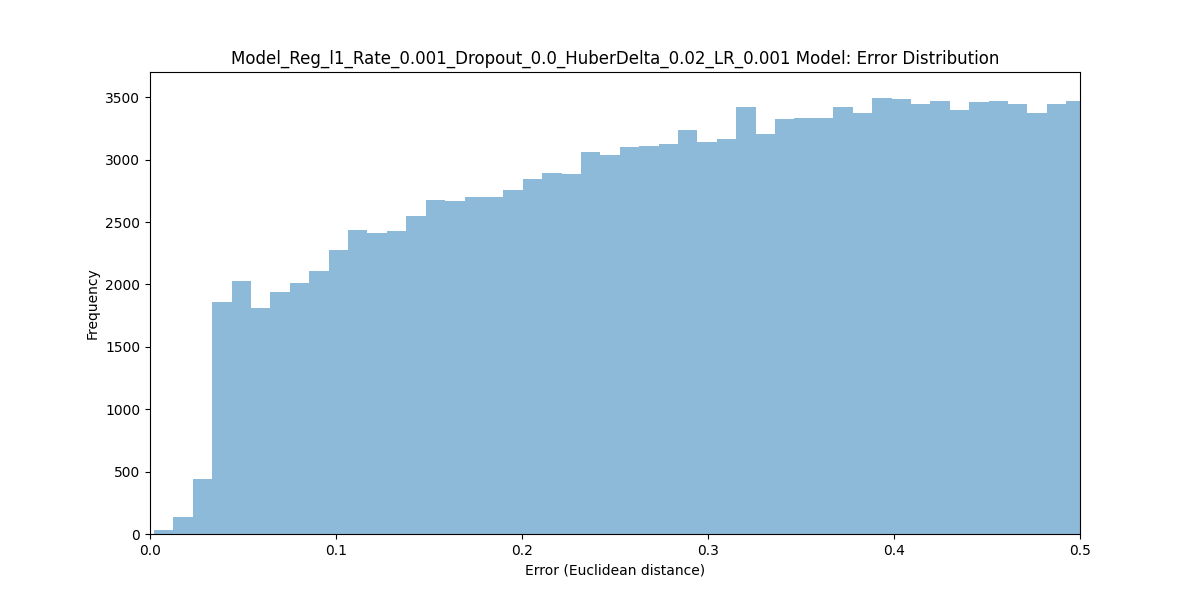 Model_Reg_l1_Rate_0.001_Dropout_0.0_HuberDelta_0.02_LR_0.001 Model: Error Distribution
3500
3000
2500
2000
1500
1000
500
0
Frequency
0.0 0.1 0.2 0.3 0.4 0.5
Error (Euclidean distance)